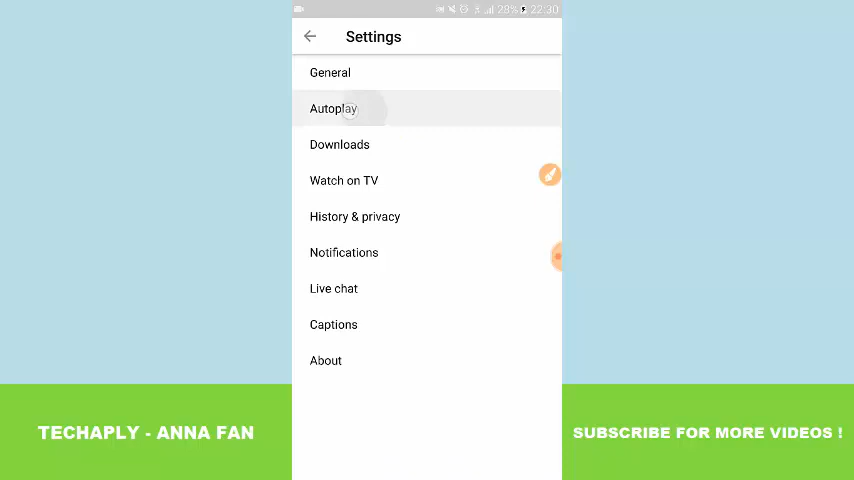 28% 22:30
Settings
General
Autoplay
Downloads
Watch on TV
History & privacy
Notifications
Live chat
Captions
About
TECHAPLY - ANNA FAN
SUBSCRIBE FOR MORE VIDEOS !